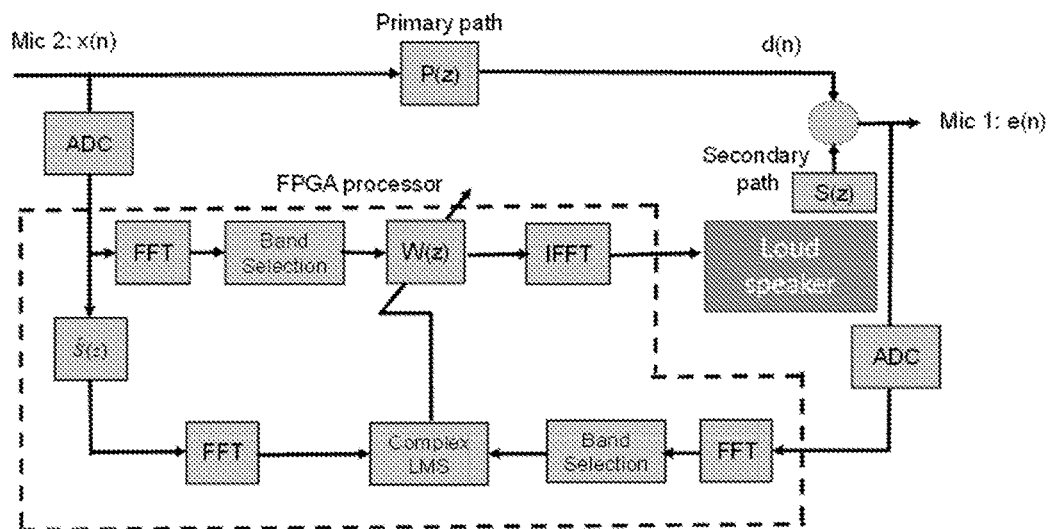 Primary path
Mic 2: x(n)
d(n)
P(z)
ADC
Mic 1: e(n)
Secondary
path
S(z)
FPGA processor
FFT
Band
Selection
W(z)
IFFT
Loud
speaker
Ŝ(z)
ADC
FFT
Complex
LMS
Band
Selection
FFT